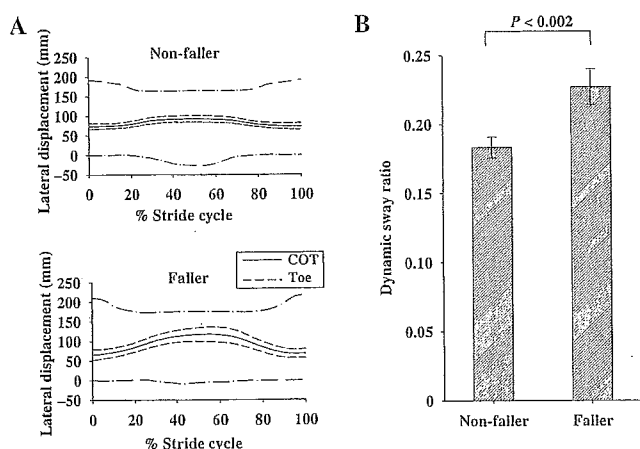 A
Non-faller
Lateral displacement (mm)
250
200
150
100
50
0
–50
0 20 40 60 80 100
% Stride cycle
COT
Toe
Faller
Lateral displacement (mm)
250
200
150
100
50
0
–50
0 20 40 60 80 100
% Stride cycle
B
P < 0.002
Dynamic sway ratio
0.30
0.25
0.20
0.15
0.10
0.05
0
Non-faller Faller